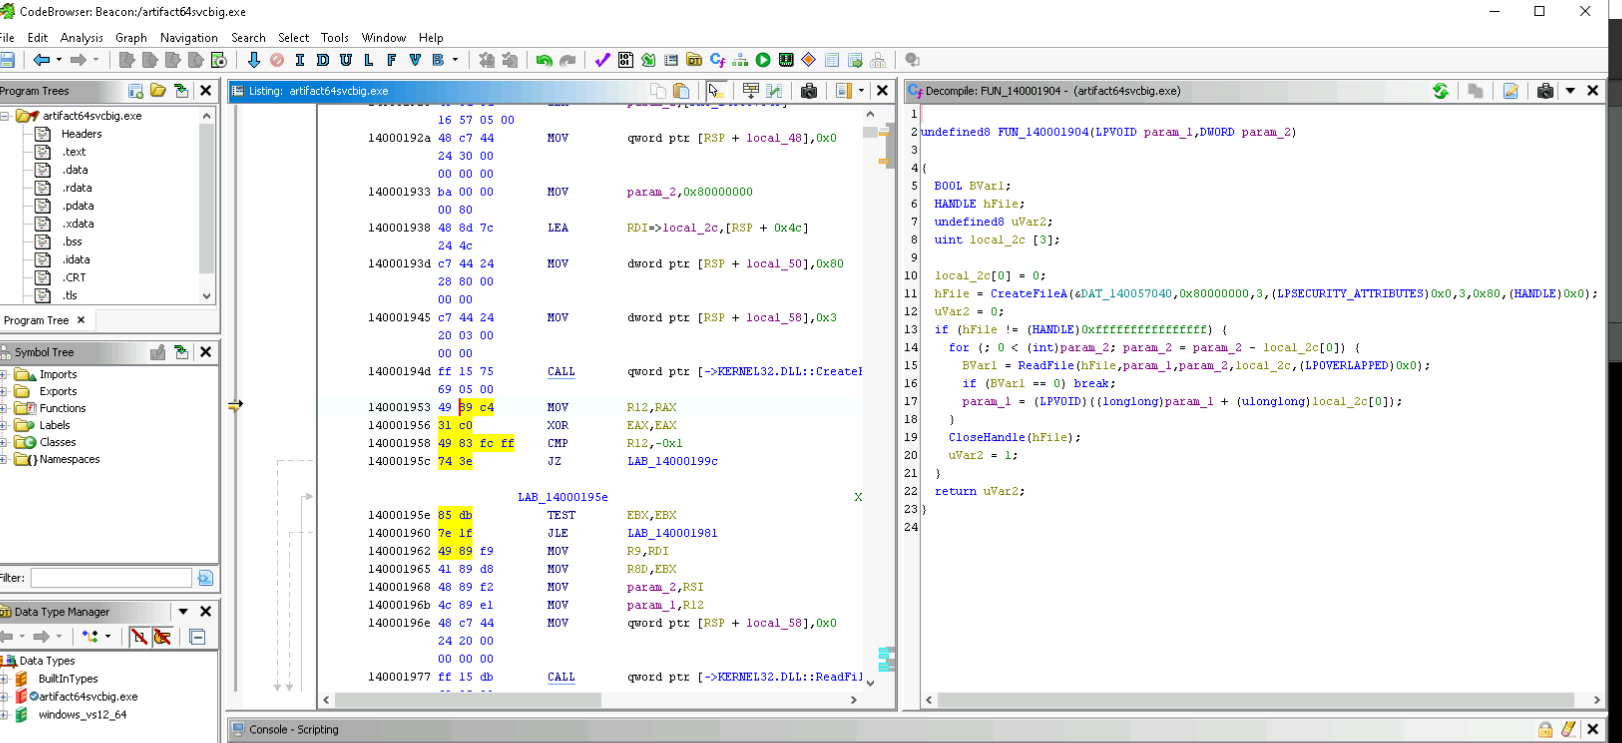 CodeBrowser: Beacon:/artifact64svcbig.exe
File Edit Analysis Graph Navigation Search Select Tools Window Help
I D U L F V B
Program Trees
artifact64svcbig.exe
Headers
.text
.data
.rdata
.pdata
.xdata
.bss
.idata
.CRT
.tls
Program Tree
Symbol Tree
Imports
Exports
Functions
Labels
Classes
Namespaces
Filter:
Data Type Manager
Data Types
BuiltInTypes
artifact64svcbig.exe
windows_vs12_64
Listing: artifact64svcbig.exe
16 57 05 00
14000192a 48 c7 44 MOV qword ptr [RSP + local_48],0x0
24 30 00
00 00 00
140001933 ba 00 00 MOV param_2,0x80000000
00 80
140001938 48 8d 7c LEA RDI=>local_2c,[RSP + 0x4c]
24 4c
14000193d c7 44 24 MOV dword ptr [RSP + local_50],0x80
28 80 00
00 00
140001945 c7 44 24 MOV dword ptr [RSP + local_58],0x3
20 03 00
00 00
14000194d ff 15 75 CALL qword ptr [->KERNEL32.DLL::CreateF
69 05 00
140001953 49 89 c4 MOV R12,RAX
140001956 31 c0 XOR EAX,EAX
140001958 49 83 fc ff CMP R12,-0x1
14000195c 74 3e JZ LAB_14000199c
LAB_14000195e X
14000195e 85 db TEST EBX,EBX
140001960 7e 1f JLE LAB_140001981
140001962 49 89 f9 MOV R9,RDI
140001965 41 89 d8 MOV R8D,EBX
140001968 48 89 f2 MOV param_2,RSI
14000196b 4c 89 e1 MOV param_1,R12
14000196e 48 c7 44 MOV qword ptr [RSP + local_58],0x0
24 20 00
00 00 00
140001977 ff 15 db CALL qword ptr [->KERNEL32.DLL::ReadFil
Decompile: FUN_140001904 - (artifact64svcbig.exe)
1
2 undefined8 FUN_140001904(LPVOID param_1,DWORD param_2)
3
4 {
5 BOOL BVar1;
6 HANDLE hFile;
7 undefined8 uVar2;
8 uint local_2c [3];
9
10 local_2c[0] = 0;
11 hFile = CreateFileA(&DAT_140057040,0x80000000,3,(LPSECURITY_ATTRIBUTES)0x0,3,0x80,(HANDLE)0x0);
12 uVar2 = 0;
13 if (hFile != (HANDLE)0xffffffffffffffff) {
14 for (; 0 < (int)param_2; param_2 = param_2 - local_2c[0]) {
15 BVar1 = ReadFile(hFile,param_1,param_2,local_2c,(LPOVERLAPPED)0x0);
16 if (BVar1 == 0) break;
17 param_1 = (LPVOID)((longlong)param_1 + (ulonglong)local_2c[0]);
18 }
19 CloseHandle(hFile);
20 uVar2 = 1;
21 }
22 return uVar2;
23 }
24
Console - Scripting